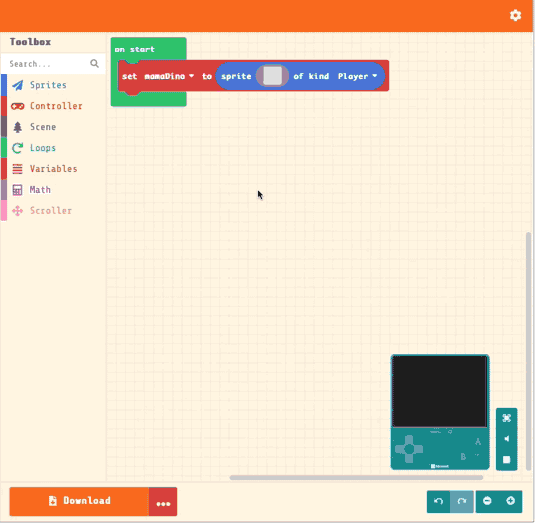 Toolbox
Search...
Sprites
Controller
Scene
Loops
Variables
Math
Scroller
on start
set mamaDino to sprite of kind Player
A
B
Microsoft
Download